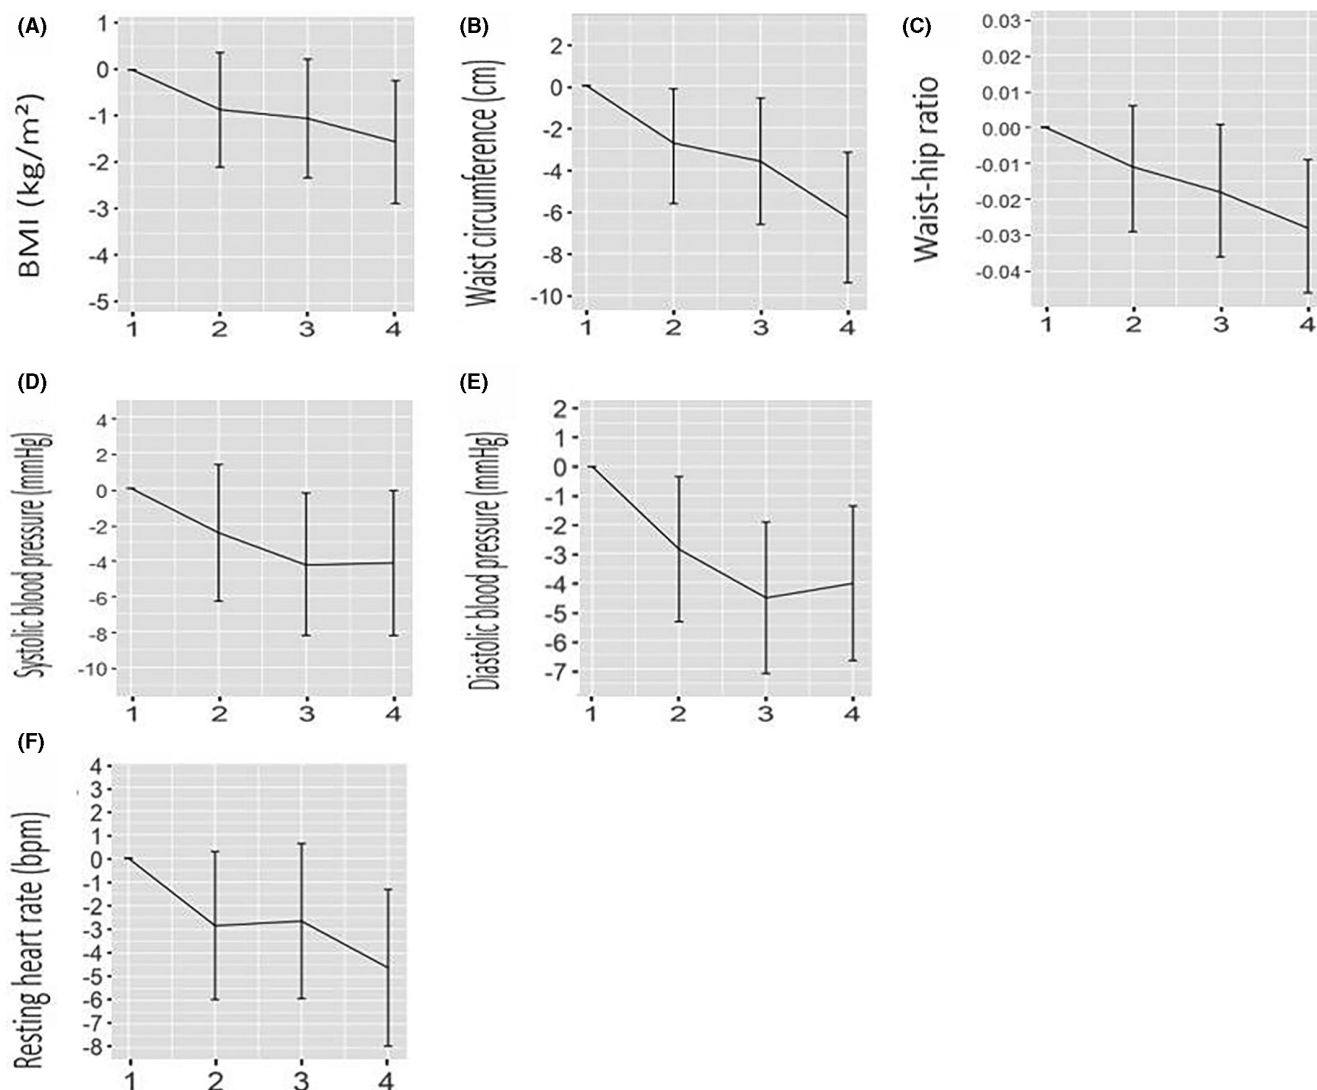 (A)
BMI (kg/m²)
1
0
-1
-2
-3
-4
-5
1 2 3 4
(B)
Waist circumference (cm)
2
0
-2
-4
-6
-8
-10
1 2 3 4
(C)
Waist-hip ratio
0.03
0.02
0.01
0.00
-0.01
-0.02
-0.03
-0.04
1 2 3 4
(D)
Systolic blood pressure (mmHg)
4
2
0
-2
-4
-6
-8
-10
1 2 3 4
(E)
Diastolic blood pressure (mmHg)
2
1
0
-1
-2
-3
-4
-5
-6
-7
1 2 3 4
(F)
Resting heart rate (bpm)
4
3
2
1
0
-1
-2
-3
-4
-5
-6
-7
-8
1 2 3 4